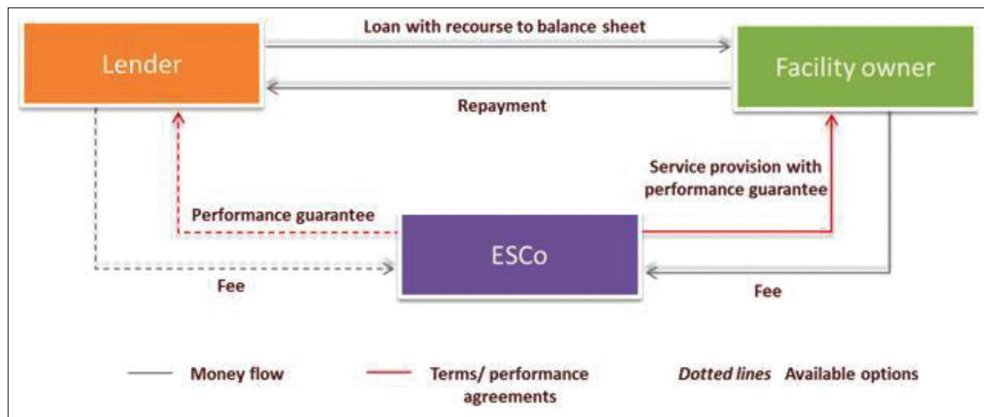 Loan with recourse to balance sheet
Lender
Facility owner
Repayment
Service provision with
performance guarantee
Performance guarantee
ESCo
Fee
Fee
Money flow
Terms/ performance
agreements
Dotted lines Available options